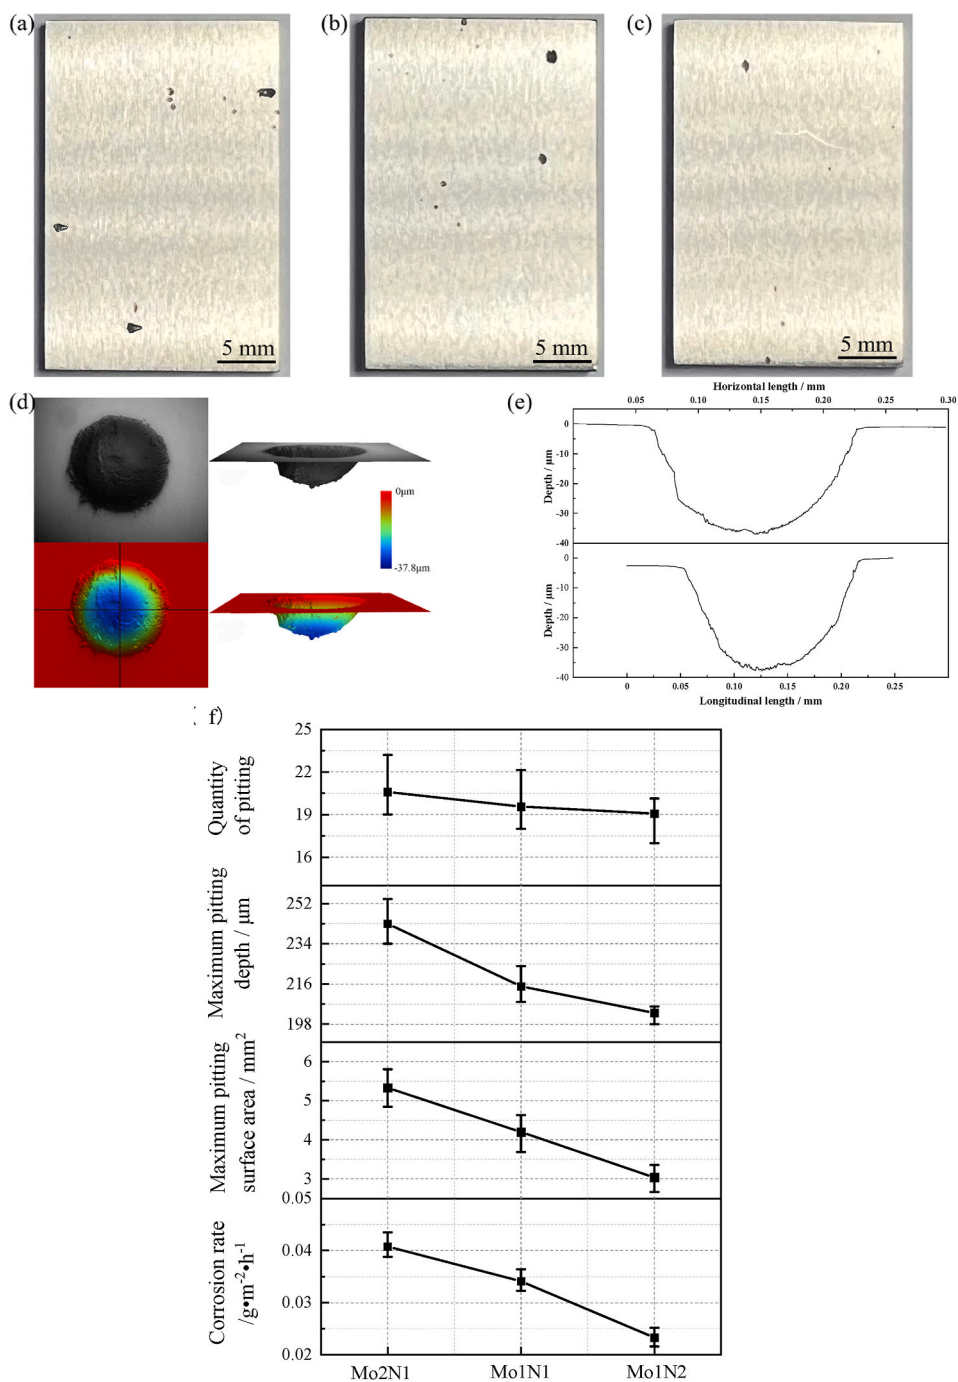 (a)
(b)
(c)
5 mm
5 mm
5 mm
(d)
0μm
-37.8μm
(e)
Horizontal length / mm
0.05
0.10
0.15
0.20
0.25
0.30
Depth / μm
0
-10
-20
-30
-40
Depth / μm
0
-10
-20
-30
-40
0
0.05
0.10
0.15
0.20
0.25
Longitudinal length / mm
( f)
Quantity
of pitting
25
22
19
16
Maximum pitting
depth / μm
252
234
216
198
Maximum pitting
surface area / mm²
6
5
4
3
Corrosion rate
/g•m⁻²•h⁻¹
0.05
0.04
0.03
0.02
Mo2N1
Mo1N1
Mo1N2